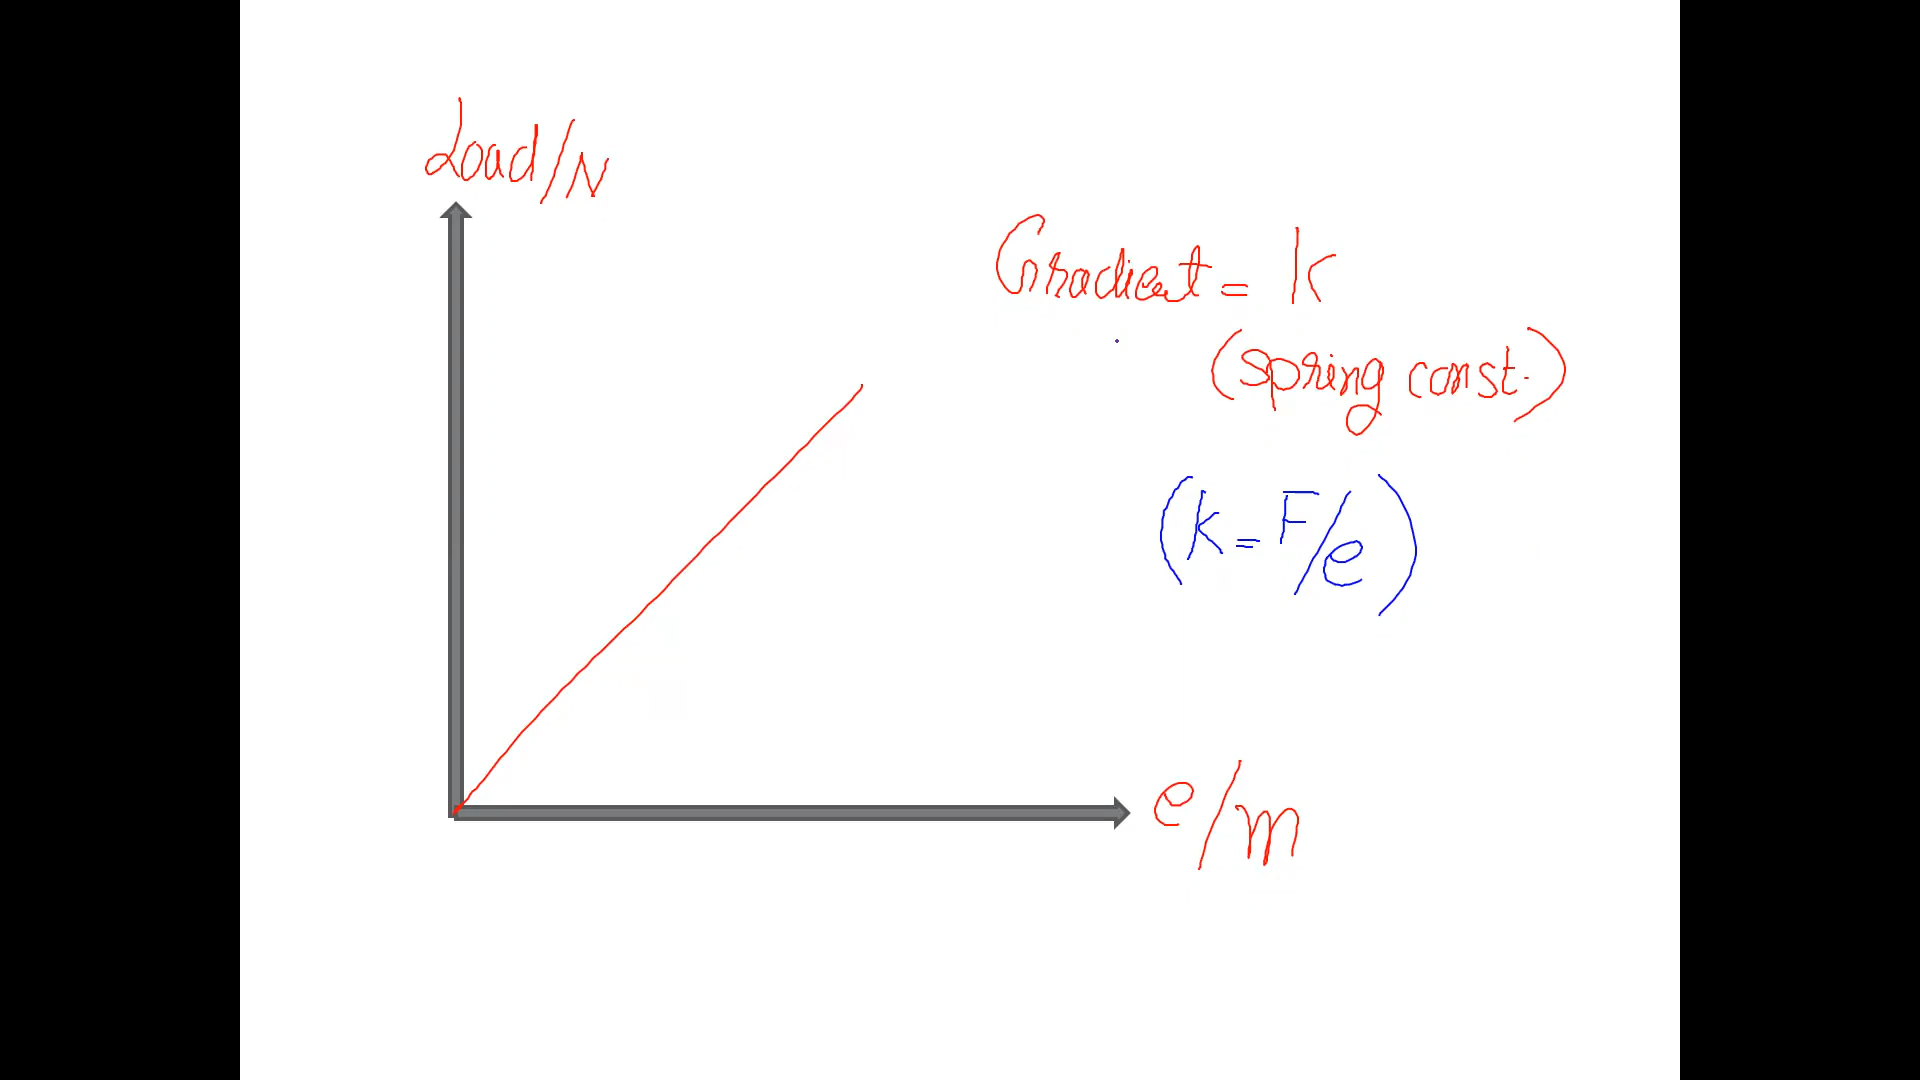 Load/N
Gradient = k
(spring const.)
(k = F/e)
e/m